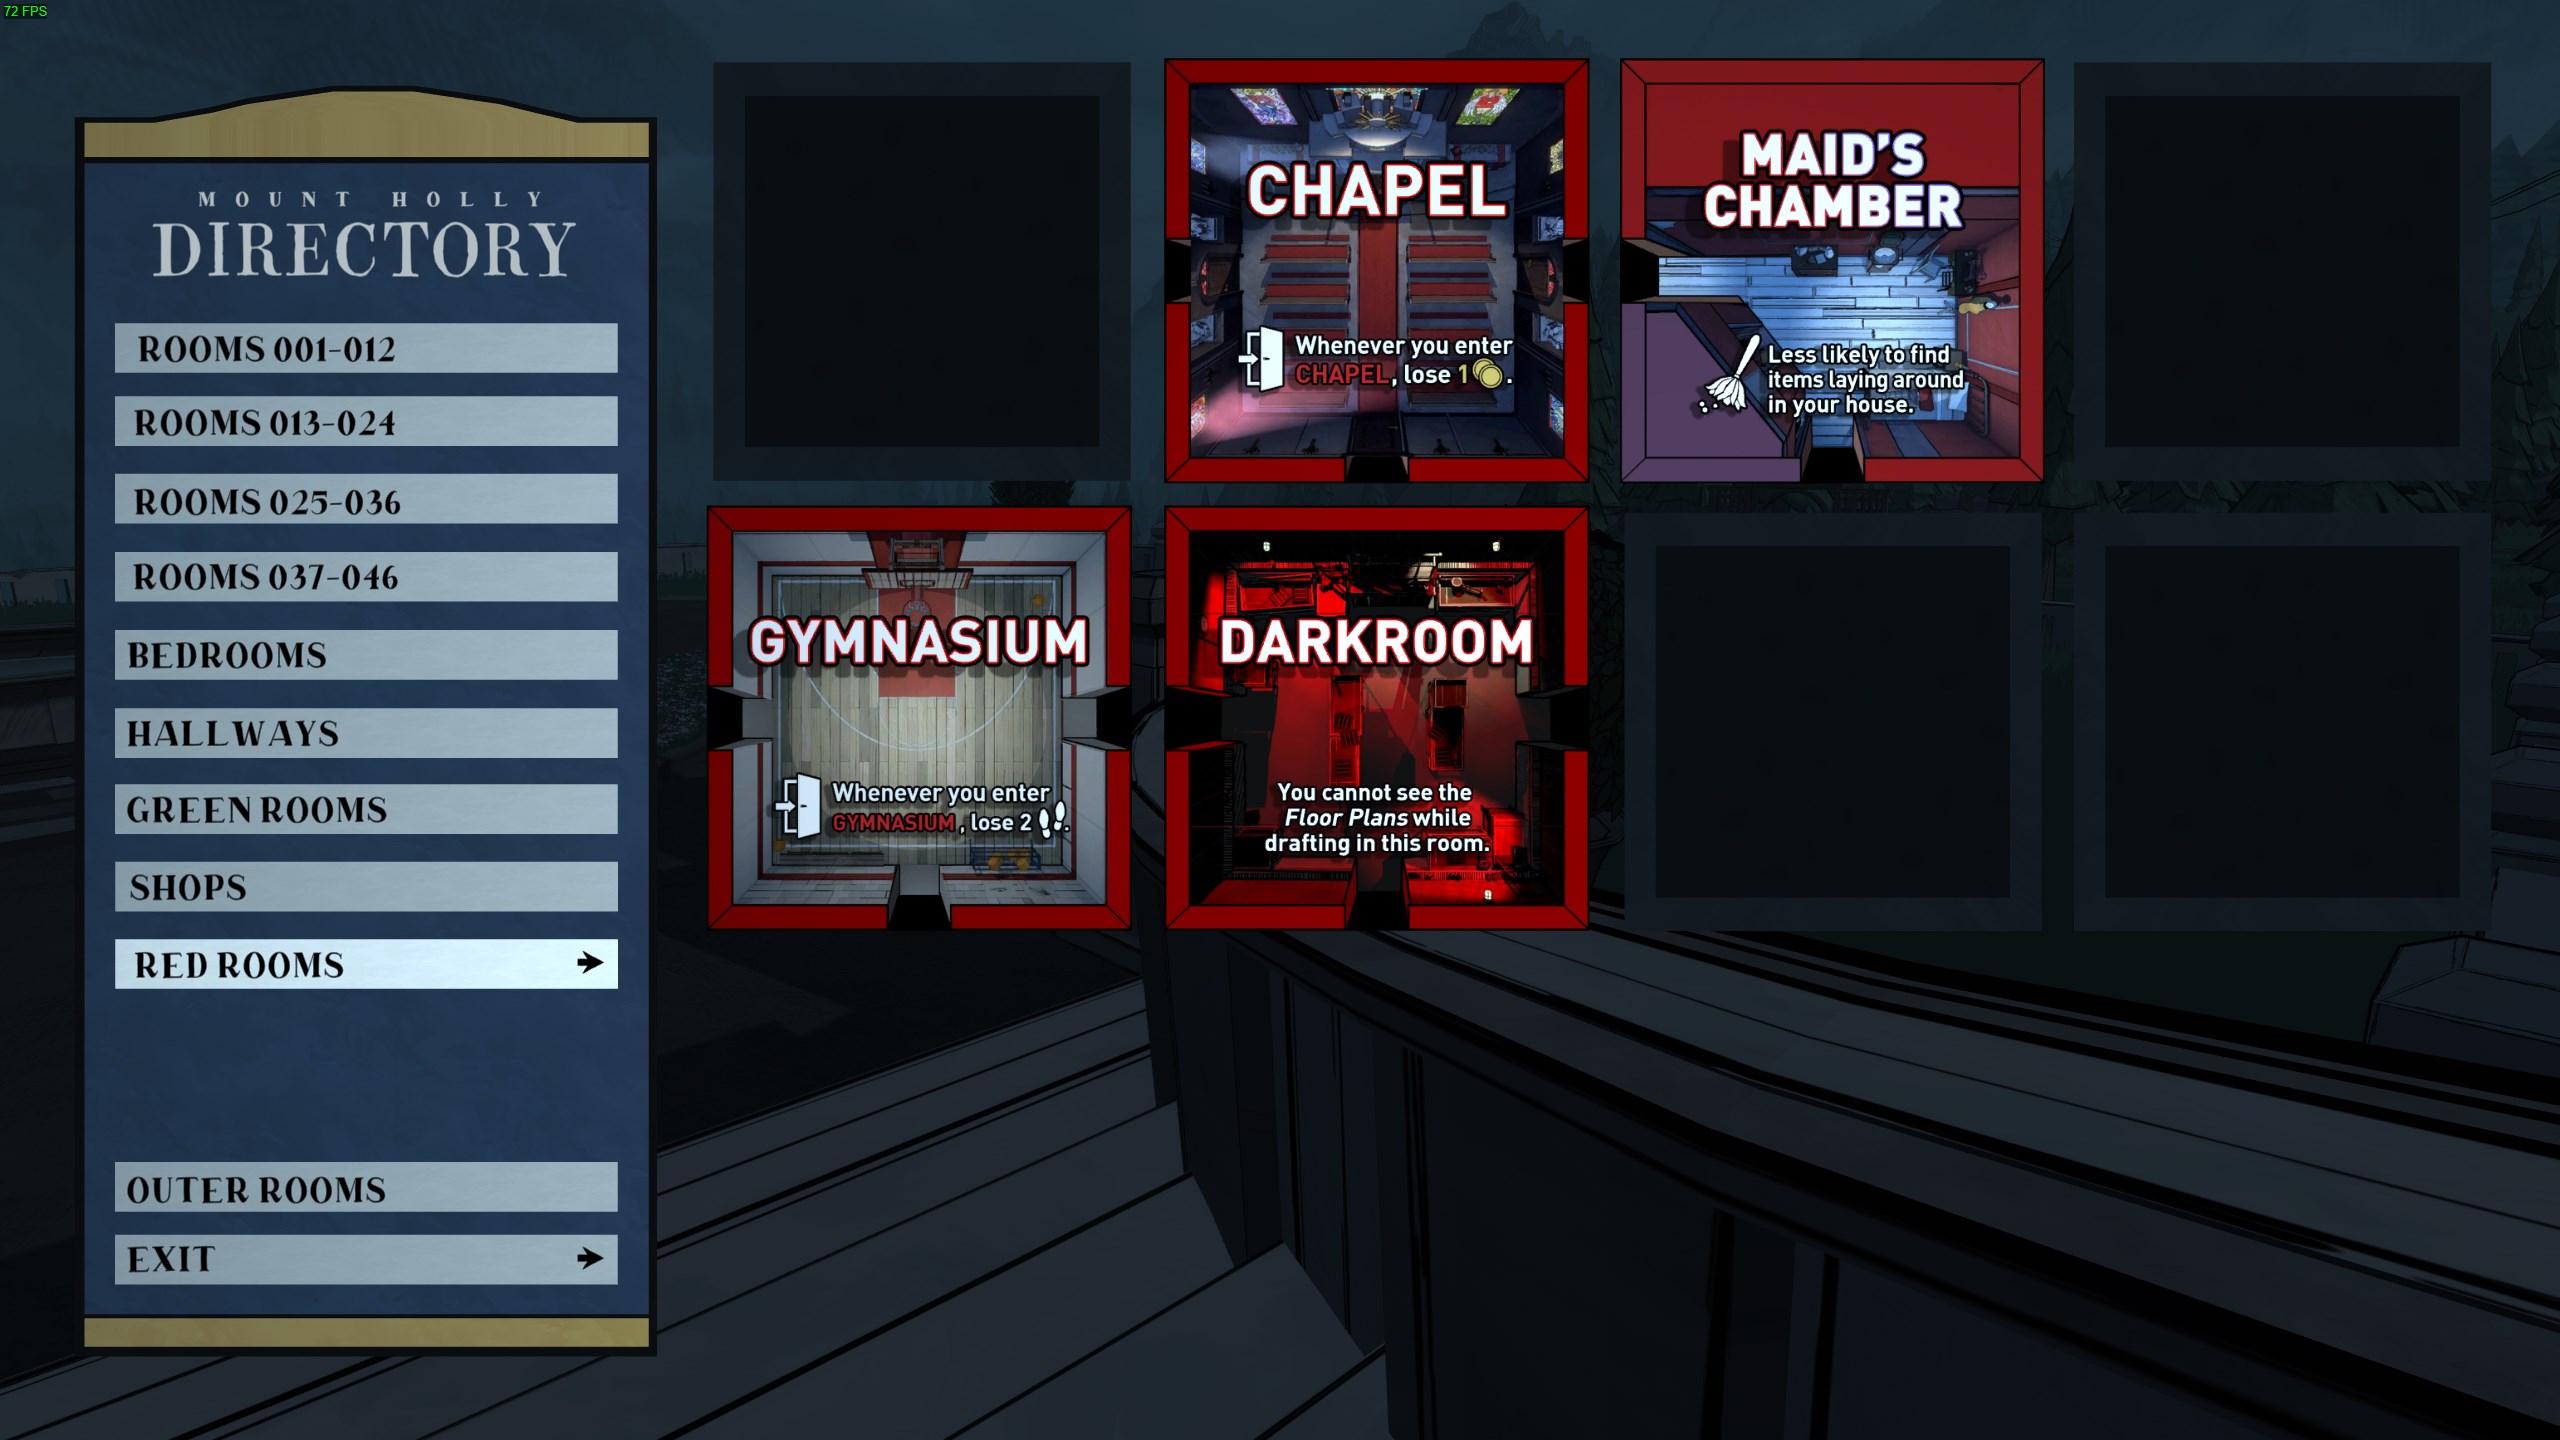 72 FPS
MOUNT HOLLY
DIRECTORY
ROOMS 001-012
ROOMS 013-024
ROOMS 025-036
ROOMS 037-046
BEDROOMS
HALLWAYS
GREEN ROOMS
SHOPS
RED ROOMS
OUTER ROOMS
EXIT
CHAPEL
Whenever you enter
CHAPEL, lose 1 .
MAID'S
CHAMBER
Less likely to find
items laying around
in your house.
GYMNASIUM
Whenever you enter
GYMNASIUM, lose 2 .
DARKROOM
You cannot see the
Floor Plans while
drafting in this room.